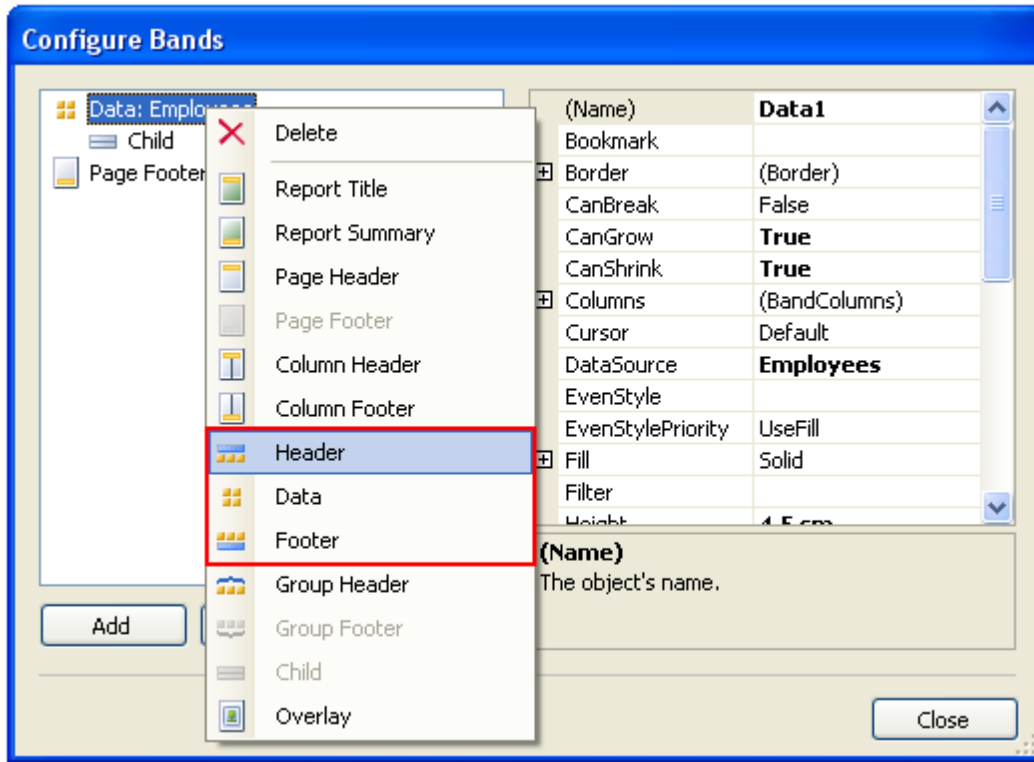 Configure Bands
Data: Employees
Child
Page Footer
Delete
Report Title
Report Summary
Page Header
Page Footer
Column Header
Column Footer
Header
Data
Footer
Group Header
Group Footer
Child
Overlay
(Name) Data1
Bookmark
Border (Border)
CanBreak False
CanGrow True
CanShrink True
Columns (BandColumns)
Cursor Default
DataSource Employees
EvenStyle
EvenStylePriority UseFill
Fill Solid
Filter
Height
(Name)
The object's name.
Add
Close